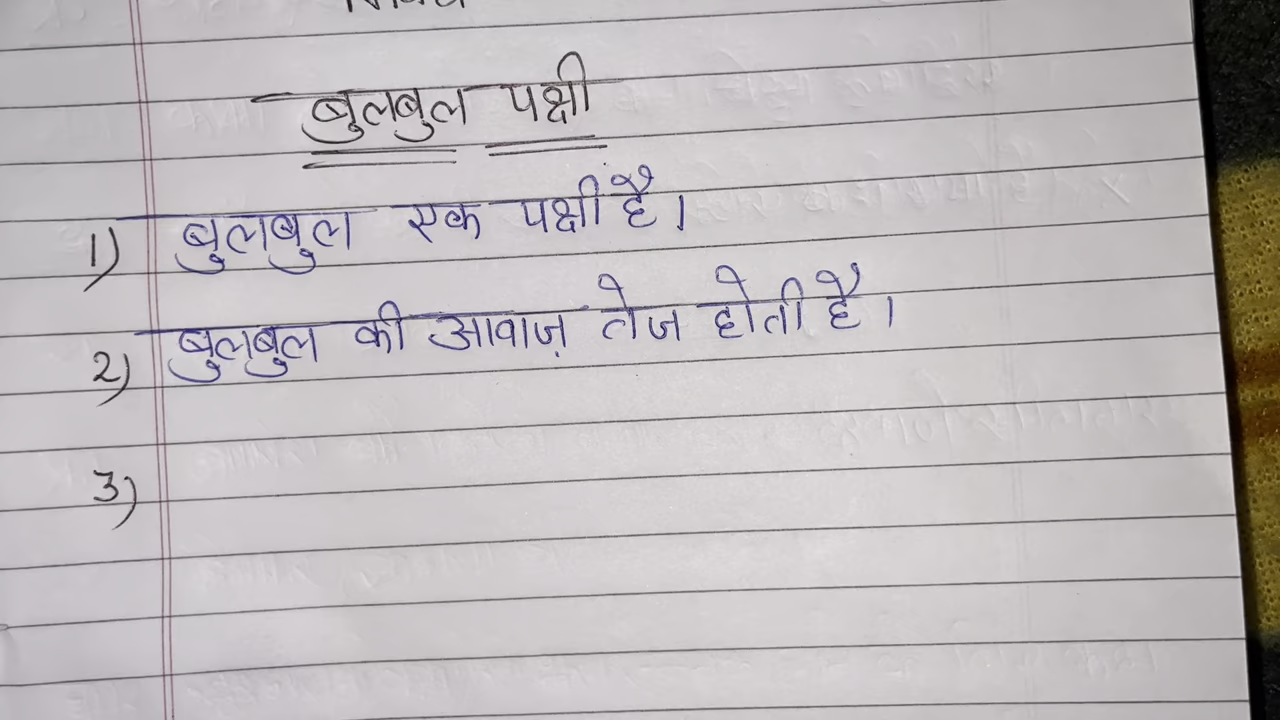 बुलबुल पक्षी
1) बुलबुल एक पक्षी है।
2) बुलबुल की आवाज़ तेज होती है।
3)